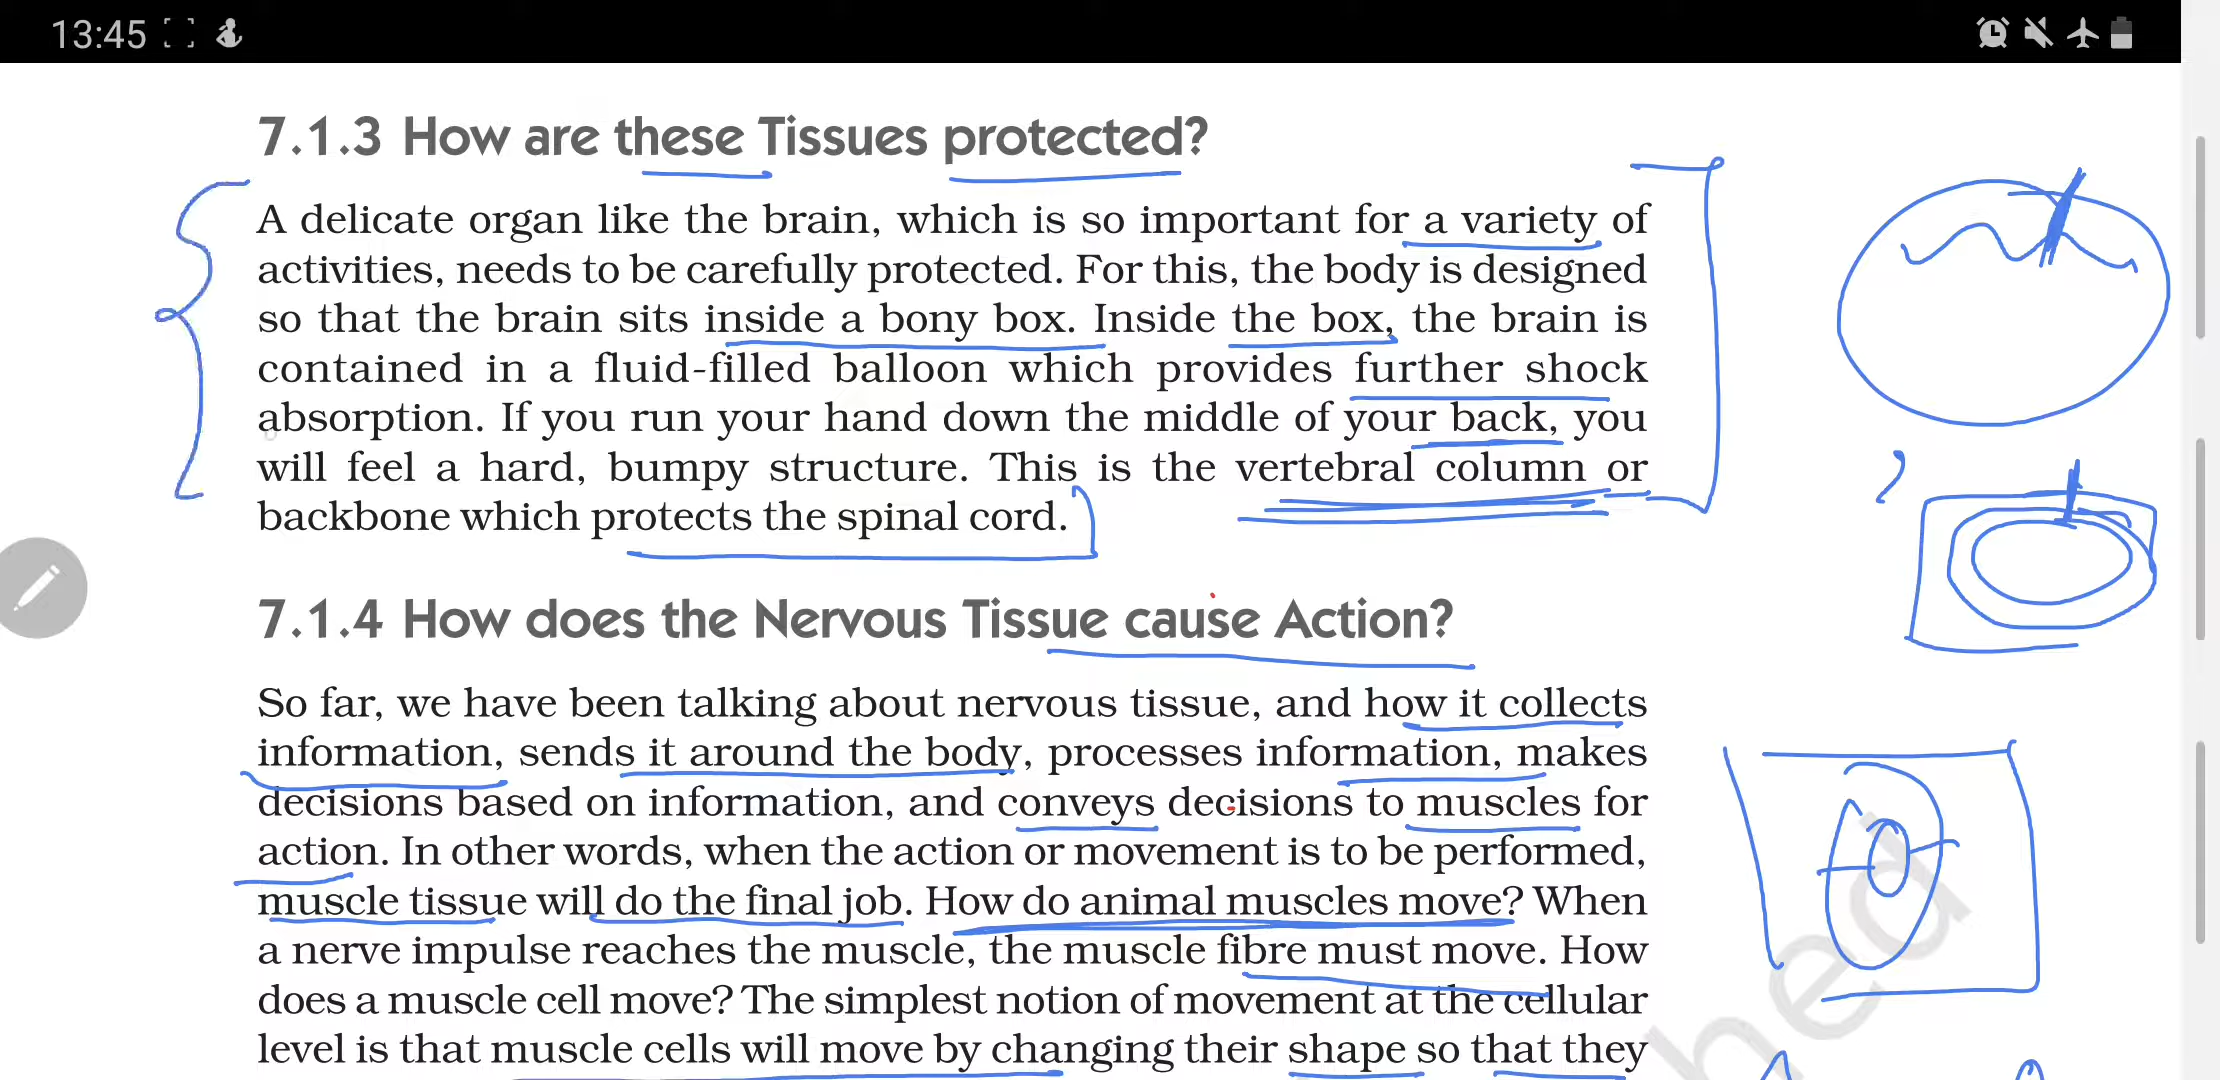 13:45
7.1.3 How are these Tissues protected?
A delicate organ like the brain, which is so important for a variety of
activities, needs to be carefully protected. For this, the body is designed
so that the brain sits inside a bony box. Inside the box, the brain is
contained in a fluid-filled balloon which provides further shock
absorption. If you run your hand down the middle of your back, you
will feel a hard, bumpy structure. This is the vertebral column or
backbone which protects the spinal cord.
7.1.4 How does the Nervous Tissue cause Action?
So far, we have been talking about nervous tissue, and how it collects
information, sends it around the body, processes information, makes
decisions based on information, and conveys decisions to muscles for
action. In other words, when the action or movement is to be performed,
muscle tissue will do the final job. How do animal muscles move? When
a nerve impulse reaches the muscle, the muscle fibre must move. How
does a muscle cell move? The simplest notion of movement at the cellular
level is that muscle cells will move by changing their shape so that they
hed